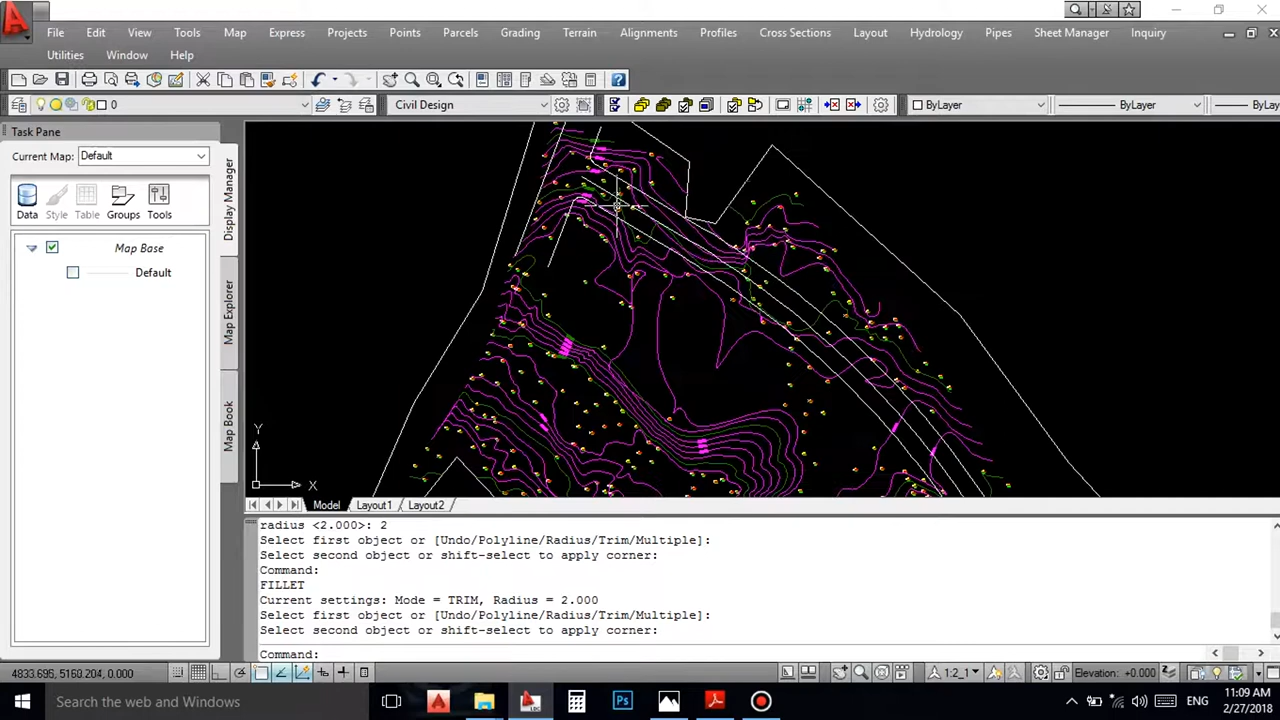 File Edit View Tools Map Express Projects Points Parcels Grading Terrain Alignments Profiles Cross Sections Layout Hydrology Pipes Sheet Manager Inquiry
Utilities Window Help
0 Civil Design ByLayer ByLayer ByLay
Task Pane
Current Map: Default
Data Style Table Groups Tools
Map Base
Default
Display Manager
Map Explorer
Map Book
Y
X
Model Layout1 Layout2
radius <2.000>: 2
Select first object or [Undo/Polyline/Radius/Trim/Multiple]:
Select second object or shift-select to apply corner:
Command:
FILLET
Current settings: Mode = TRIM, Radius = 2.000
Select first object or [Undo/Polyline/Radius/Trim/Multiple]:
Select second object or shift-select to apply corner:
Command:
4833.695, 5160.204, 0.000 1:2_1 Elevation: +0.000
Search the web and Windows Ps ENG 11:09 AM
2/27/2018